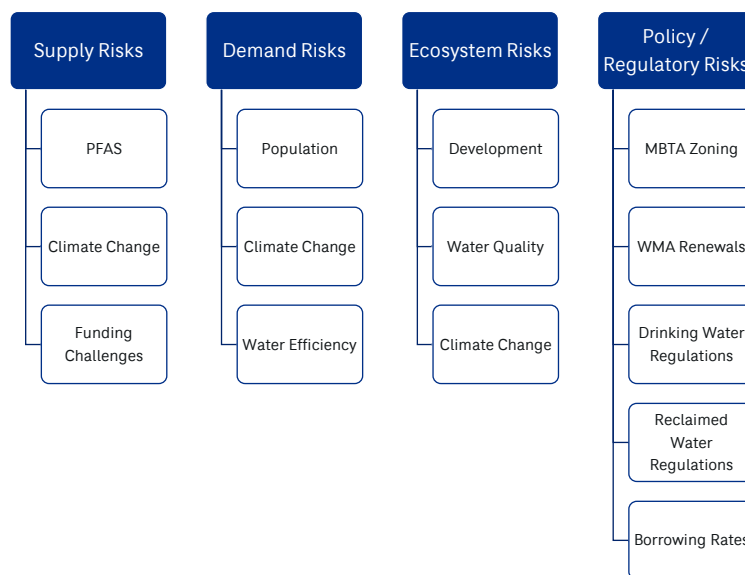 Supply Risks
PFAS
Climate Change
Funding
Challenges
Demand Risks
Population
Climate Change
Water Efficiency
Ecosystem Risks
Development
Water Quality
Climate Change
Policy /
Regulatory Risks
MBTA Zoning
WMA Renewals
Drinking Water
Regulations
Reclaimed
Water
Regulations
Borrowing Rates